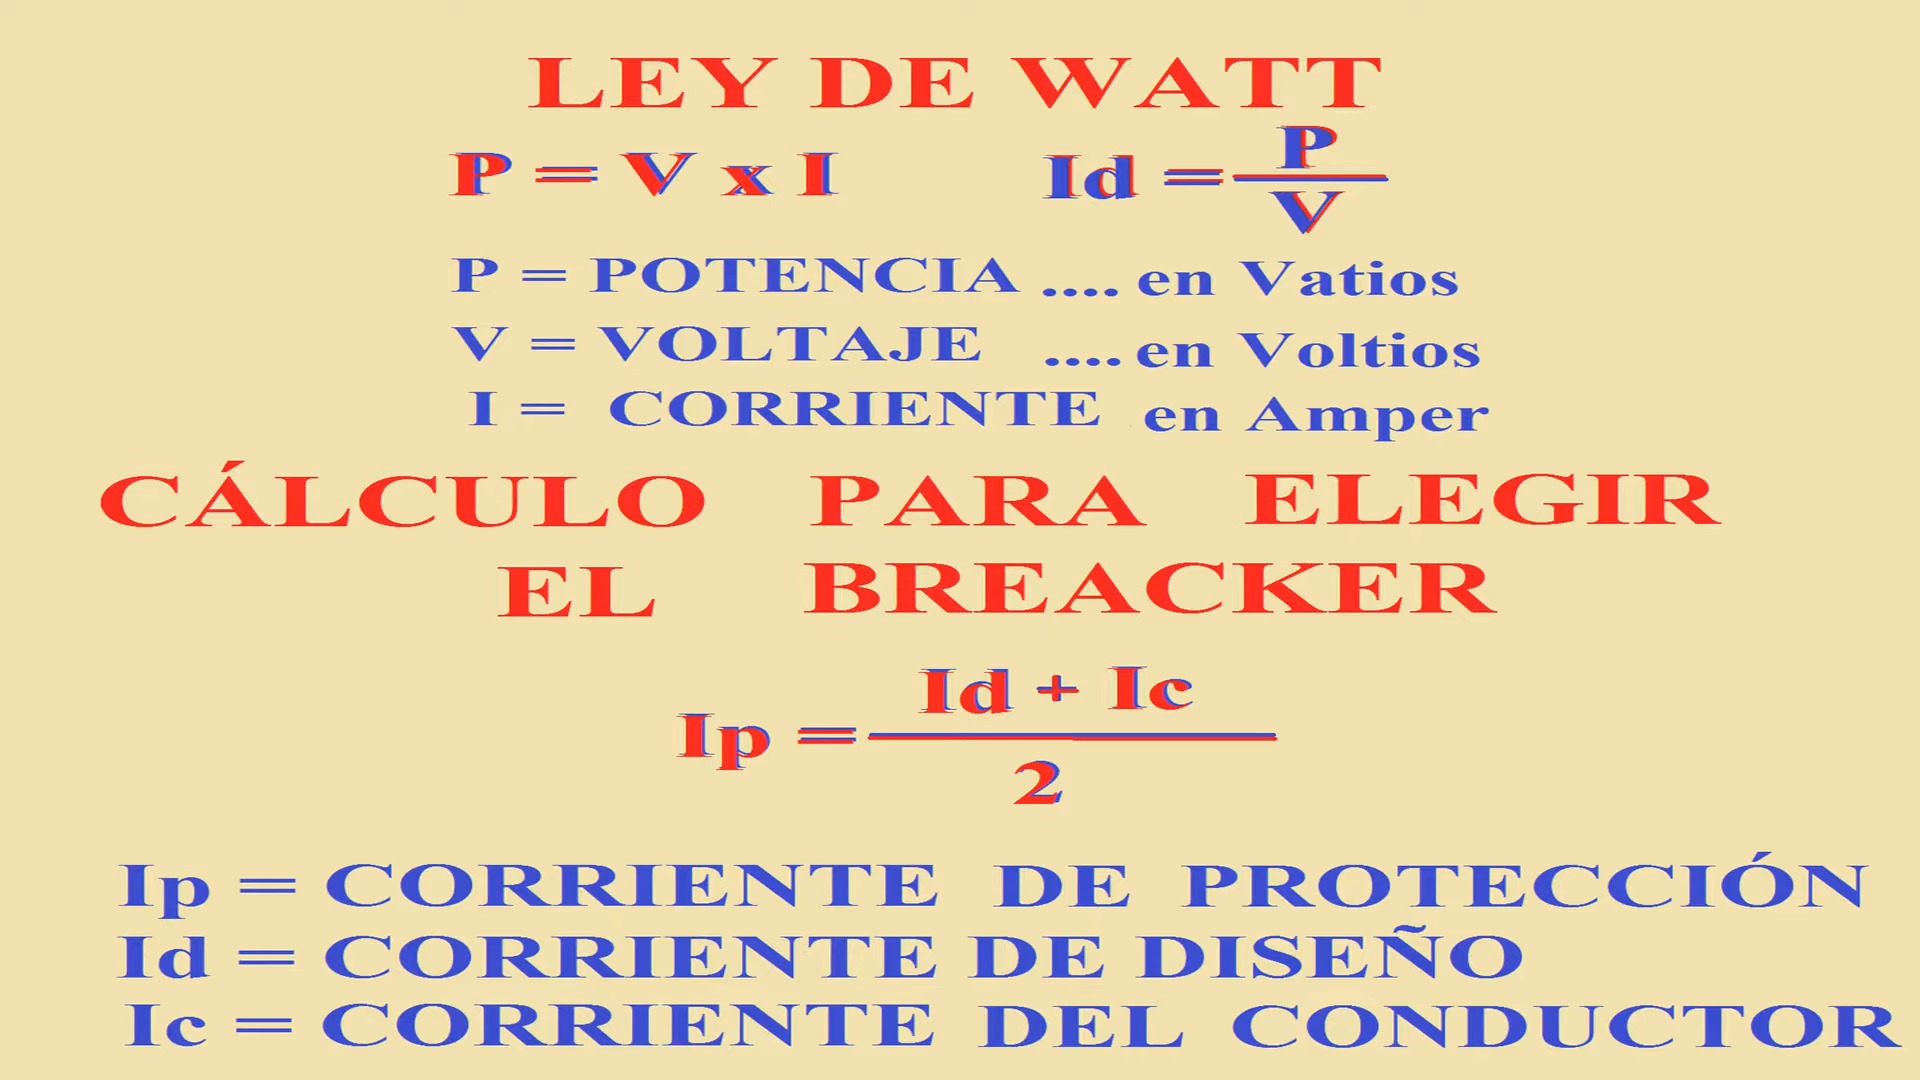 LEY DE WATT
P = V x I Id = P / V
P = POTENCIA .... en Vatios
V = VOLTAJE .... en Voltios
I = CORRIENTE en Amper
CÁLCULO PARA ELEGIR
EL BREACKER
Ip = Id + Ic / 2
Ip = CORRIENTE DE PROTECCIÓN
Id = CORRIENTE DE DISEÑO
Ic = CORRIENTE DEL CONDUCTOR